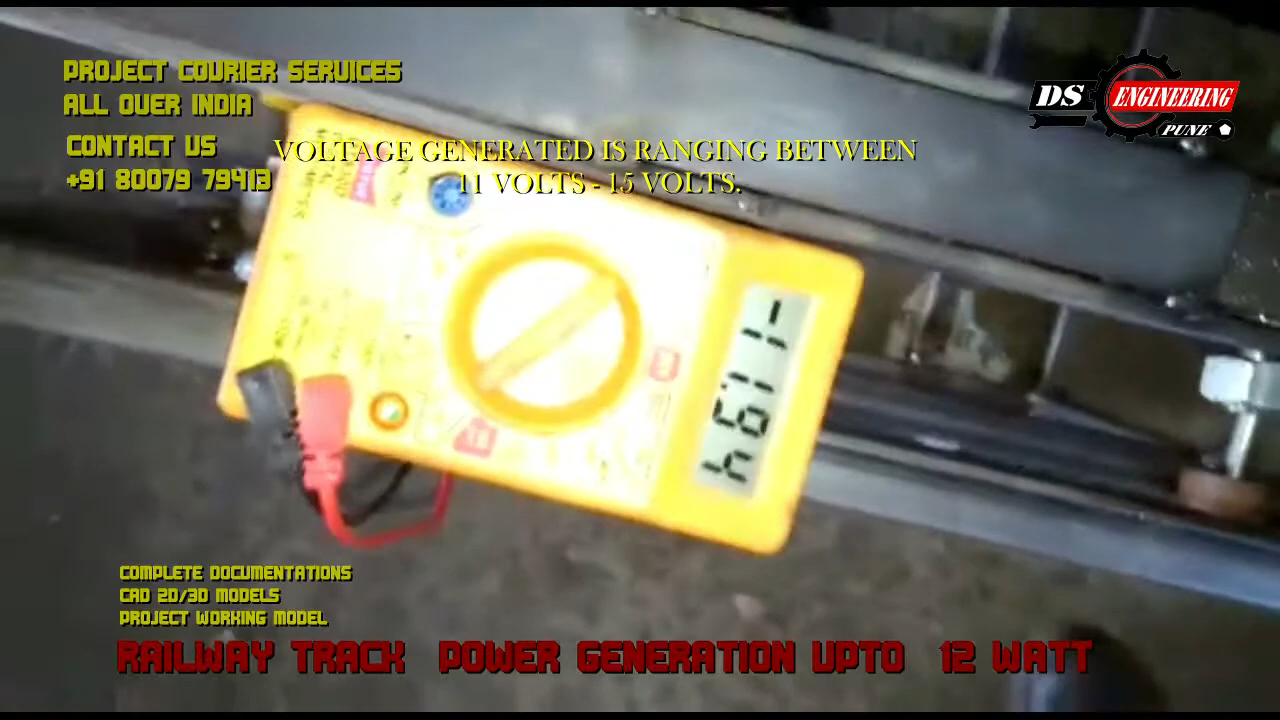 PROJECT COURIER SERVICES
ALL OVER INDIA
CONTACT US
+91 80079 79413
DS ENGINEERING
PUNE
VOLTAGE GENERATED IS RANGING BETWEEN
11 VOLTS - 15 VOLTS.
COMPLETE DOCUMENTATIONS
CAD 2D/3D MODELS
PROJECT WORKING MODEL
RAILWAY TRACK POWER GENERATION UPTO 12 WATT